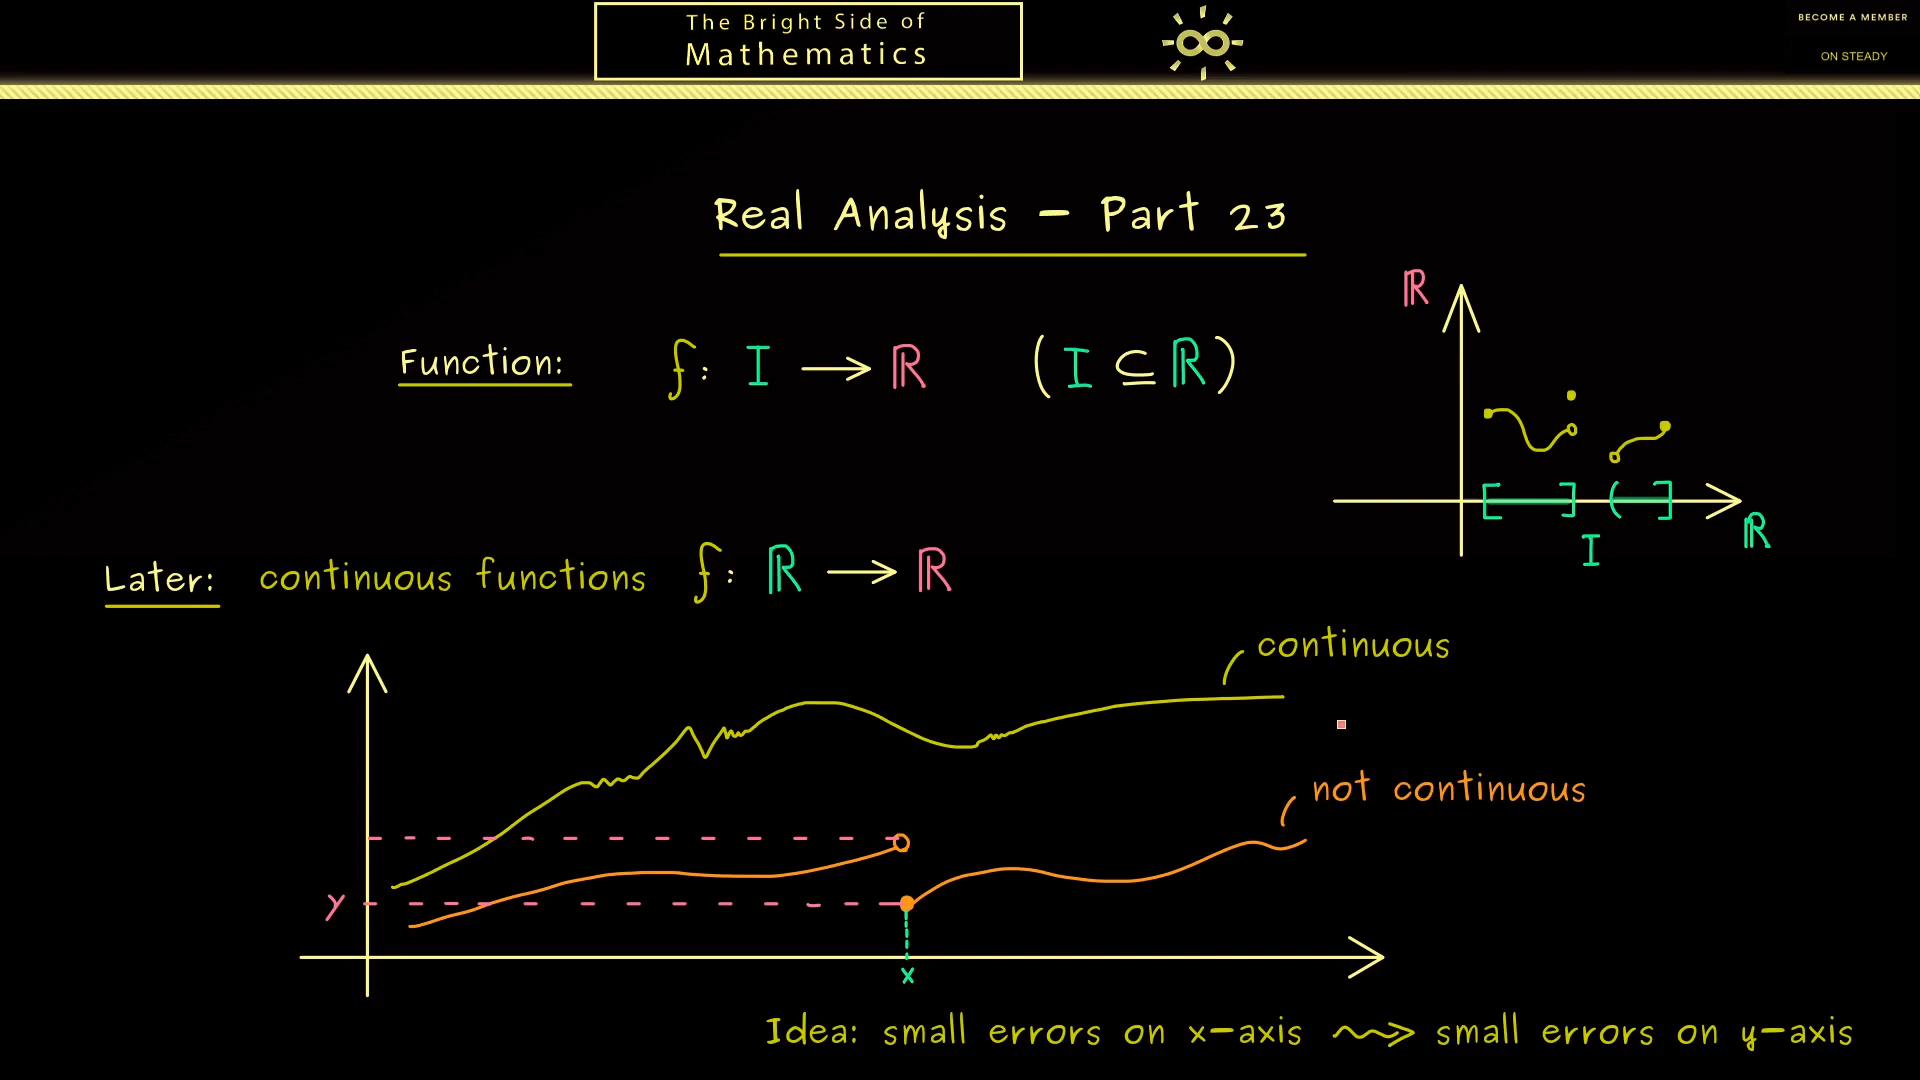 The Bright Side of
Mathematics
BECOME A MEMBER
ON STEADY
Real Analysis – Part 23
Function: f: I ⟶ ℝ (I ⊆ ℝ)
ℝ
ℝ
I
Later: continuous functions f: ℝ ⟶ ℝ
continuous
not continuous
y
x
Idea: small errors on x-axis ⇝ small errors on y-axis